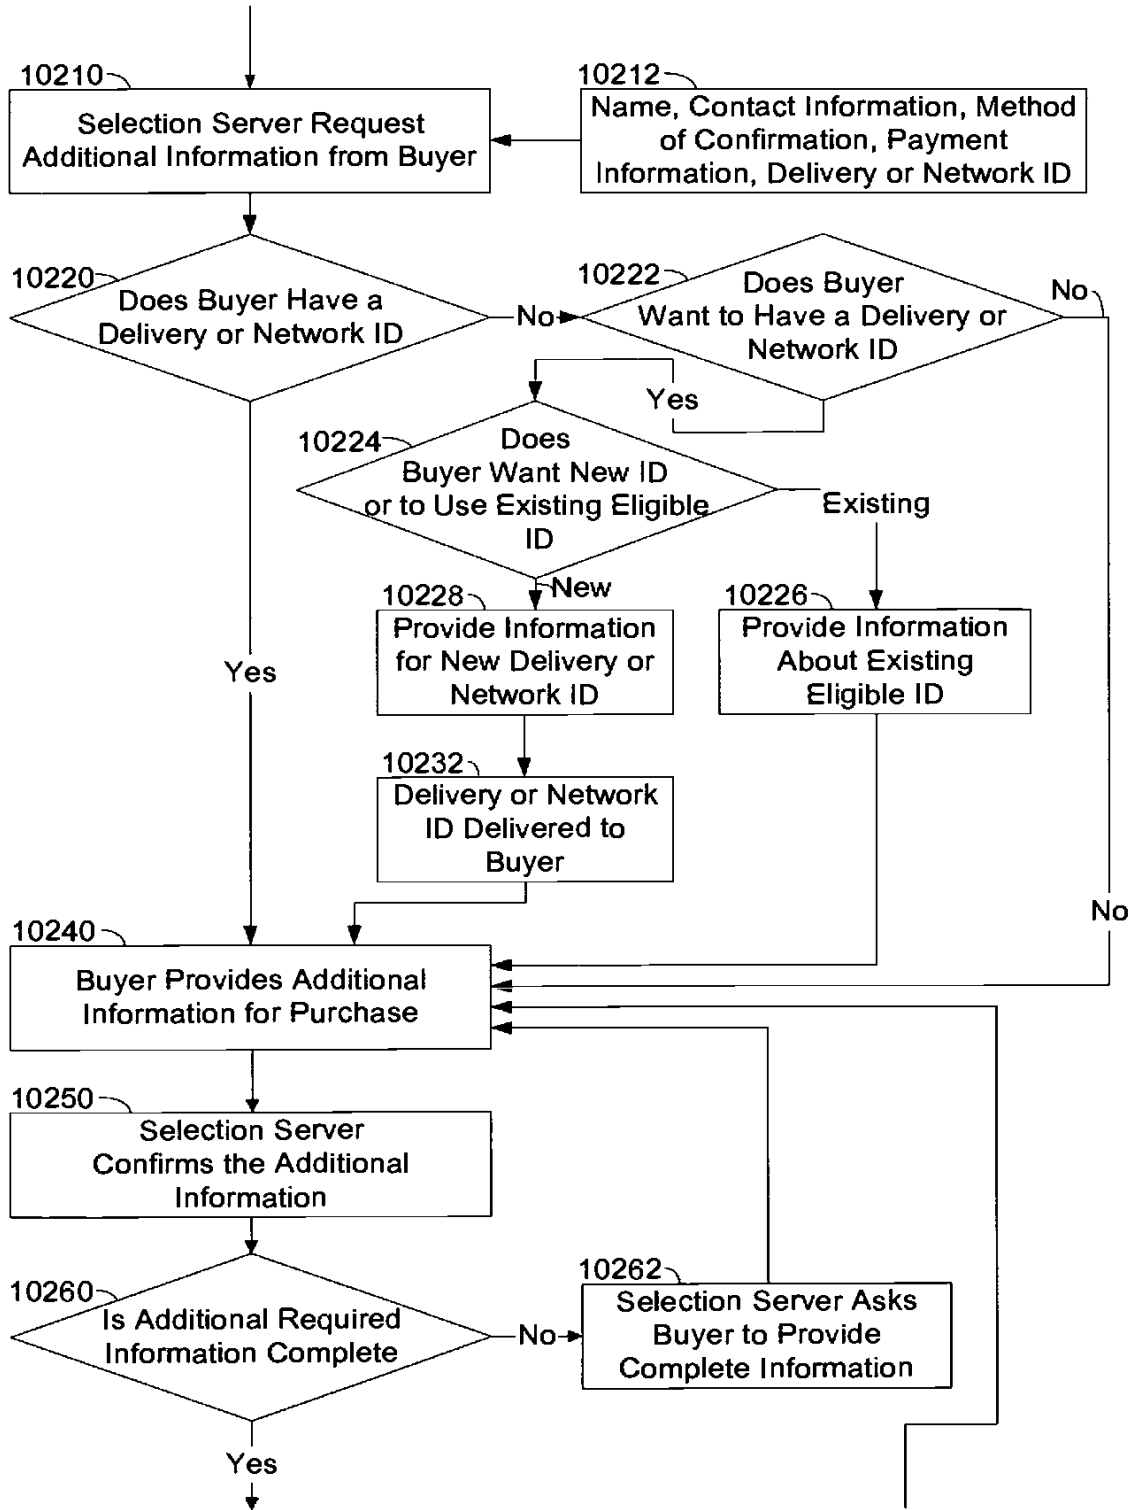 10210
Selection Server Request
Additional Information from Buyer
10212
Name, Contact Information, Method
of Confirmation, Payment
Information, Delivery or Network ID
10220
Does Buyer Have a
Delivery or Network ID
No
10222
Does Buyer
Want to Have a Delivery or
Network ID
No
Yes
10224
Does
Buyer Want New ID
or to Use Existing Eligible
ID
Existing
New
10228
Provide Information
for New Delivery or
Network ID
10226
Provide Information
About Existing
Eligible ID
Yes
10232
Delivery or Network
ID Delivered to
Buyer
No
10240
Buyer Provides Additional
Information for Purchase
10250
Selection Server
Confirms the Additional
Information
10260
Is Additional Required
Information Complete
No
10262
Selection Server Asks
Buyer to Provide
Complete Information
Yes